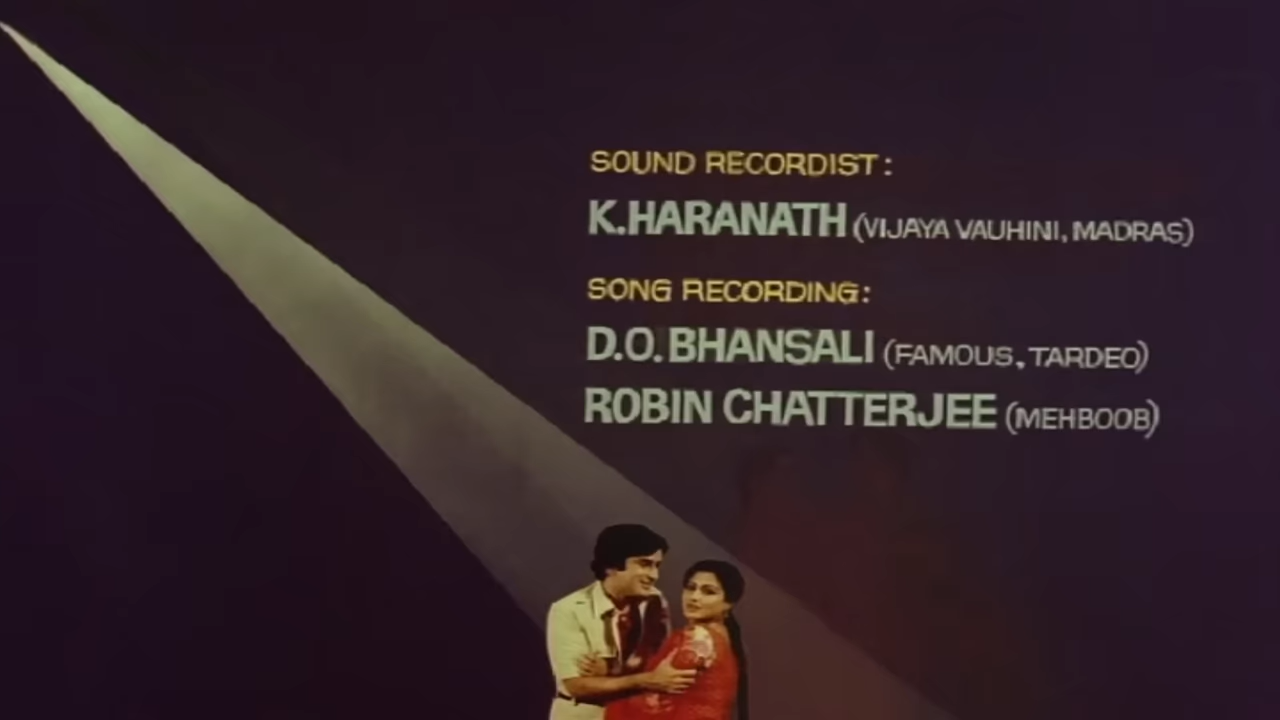 SOUND RECORDIST:
K.HARANATH (VIJAYA VAUHINI, MADRAS)
SONG RECORDING:
D.O. BHANSALI (FAMOUS, TARDEO)
ROBIN CHATTERJEE (MEHBOOB)